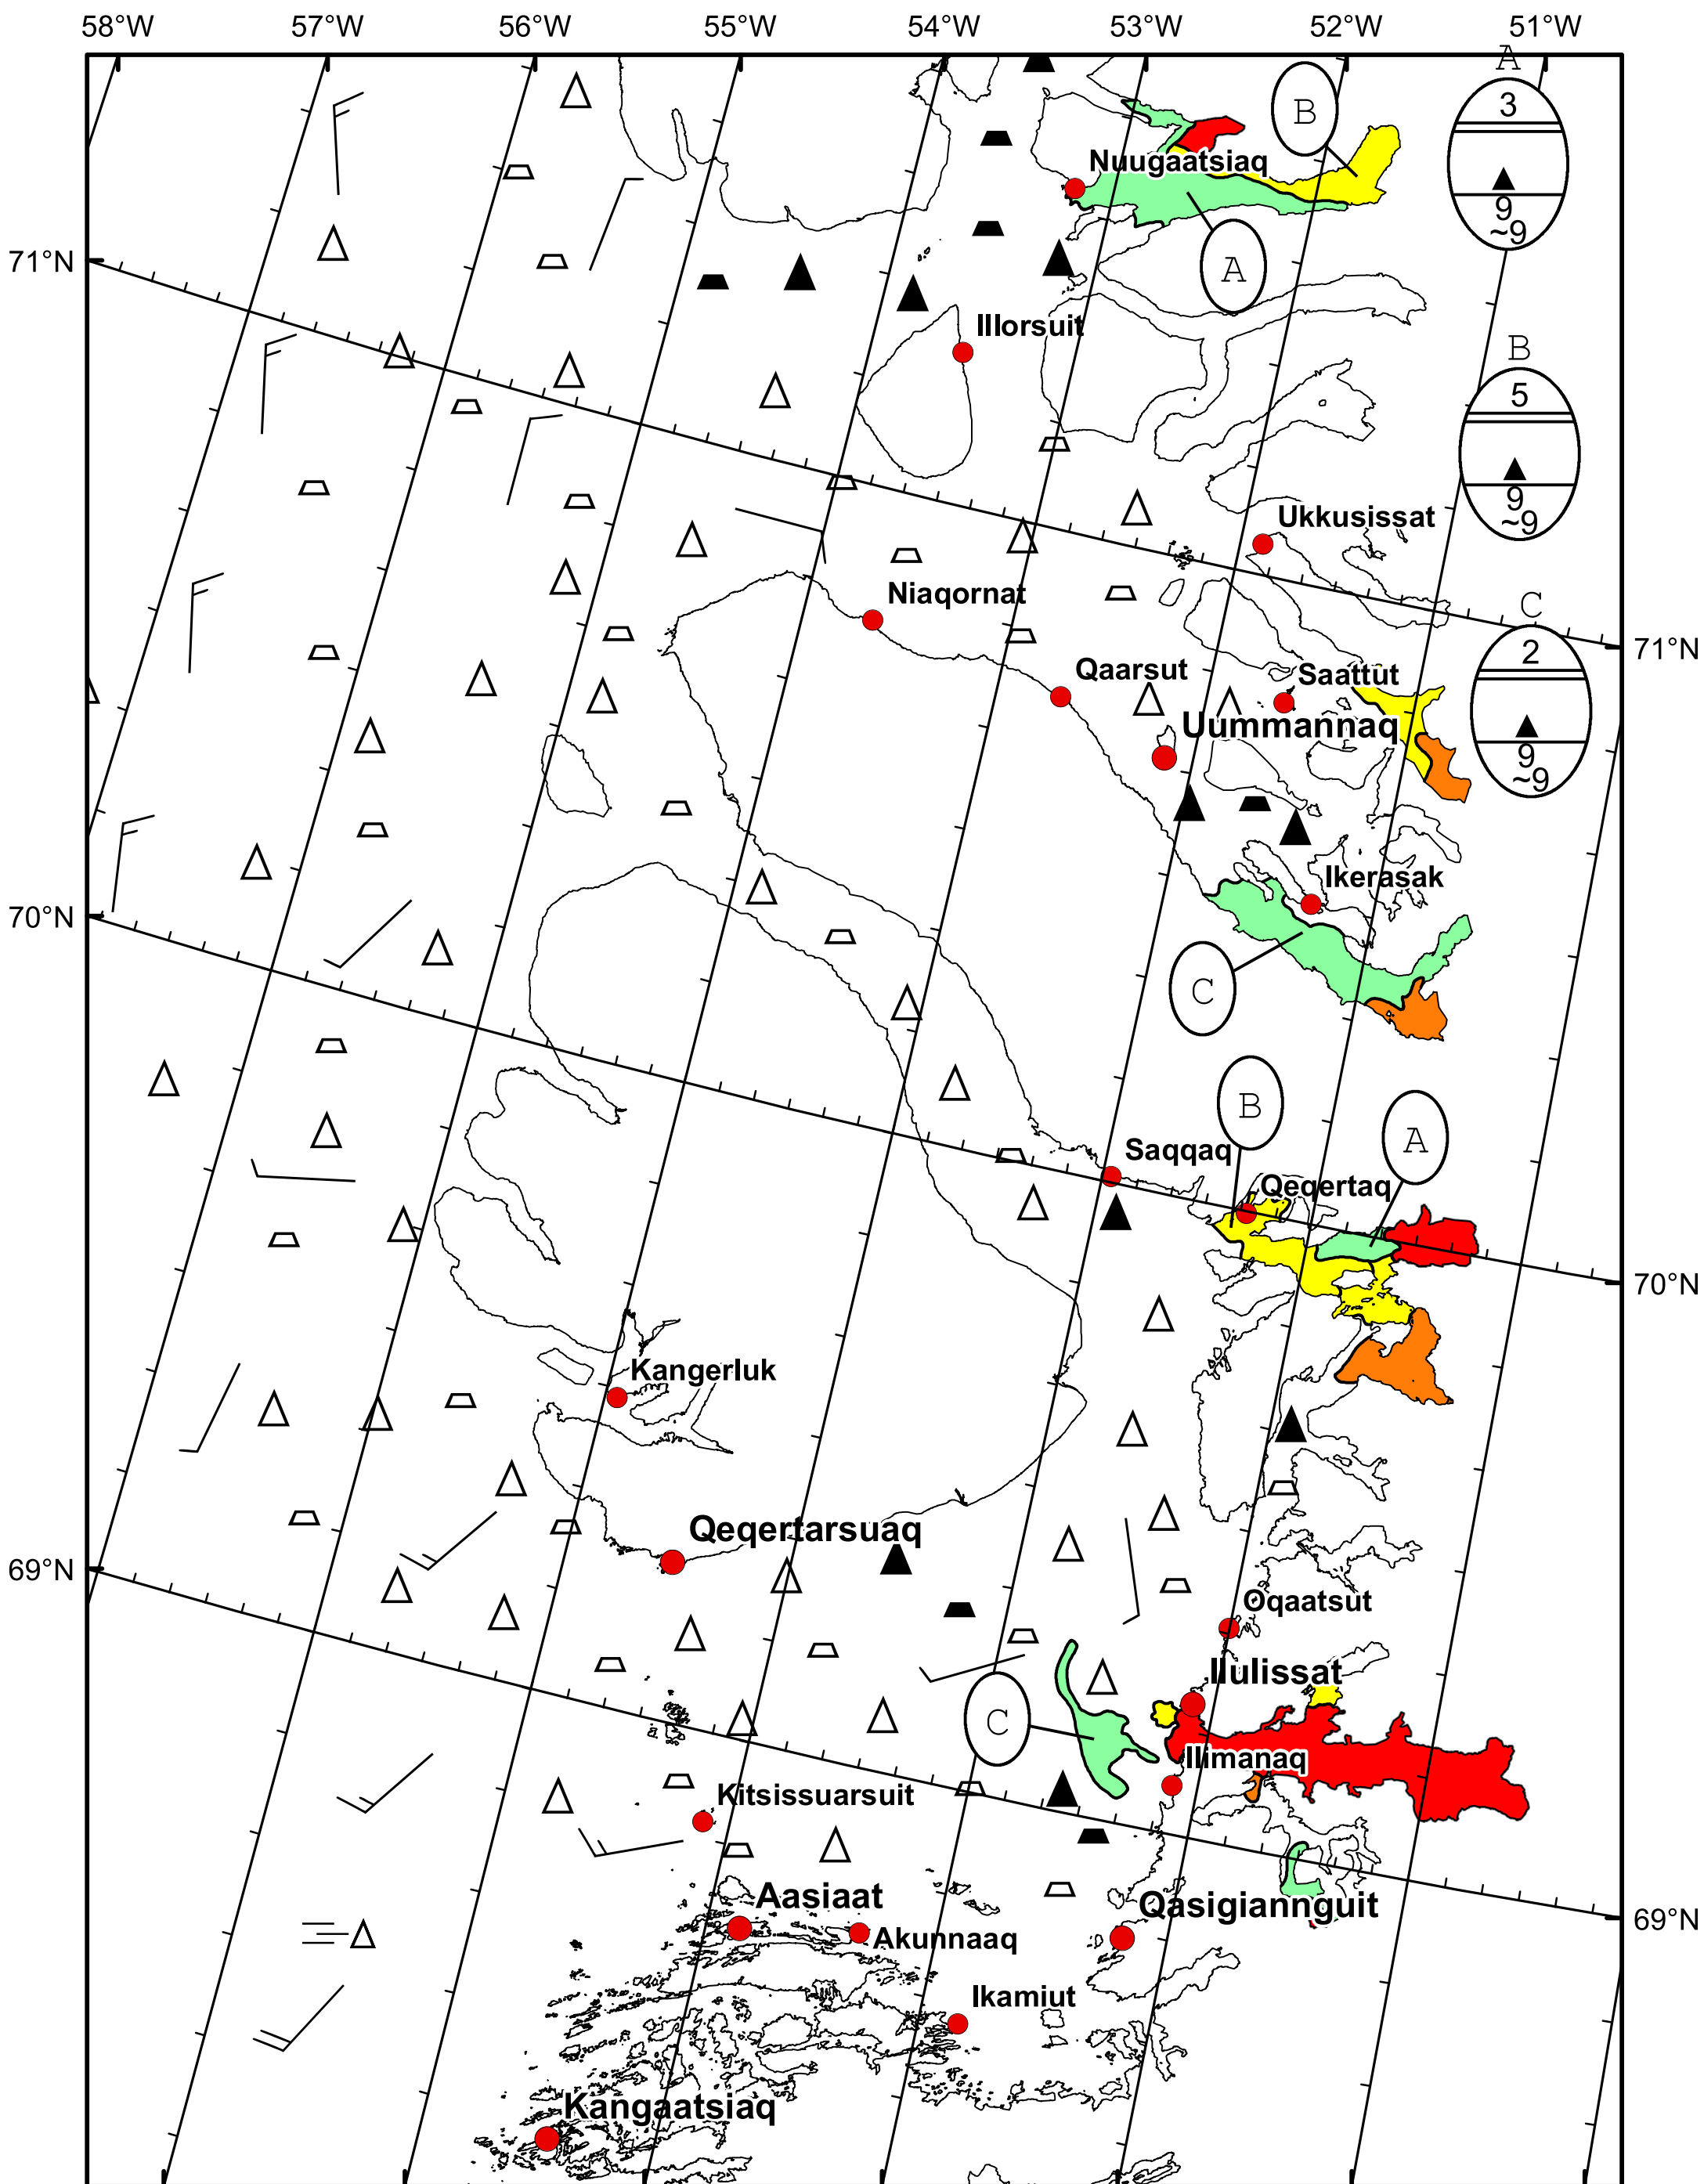 58°W 57°W 56°W 55°W 54°W 53°W 52°W 51°W
A
3
9
~9
B
Nuugaatsiaq
A
71°N
Illorsuit
B
5
9
~9
Ukkusissat
Niaqornat
C
2
9
~9
71°N
Qaarsut
Saattut
Uummannaq
Ikerasak
70°N
C
B
A
Saqqaq
Qeqertaq
70°N
Kangerluk
Qeqertarsuaq
69°N
Oqaatsut
Ilulissat
C
Ilimanaq
Kitsissuarsuit
Aasiaat
Qasigiannguit
69°N
Akunnaaq
Ikamiut
Kangaatsiaq